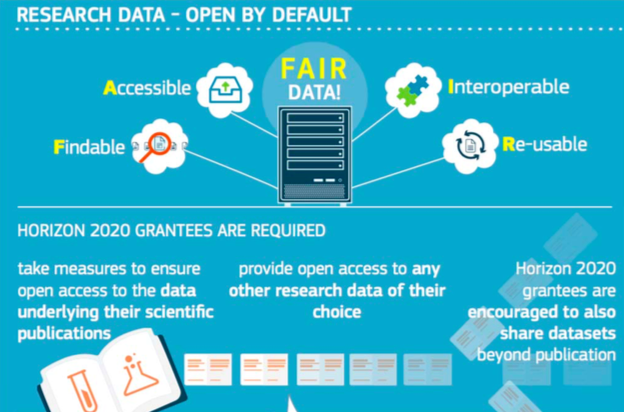 RESEARCH DATA – OPEN BY DEFAULT
FAIR
DATA!
Accessible
Interoperable
Findable
Re-usable
HORIZON 2020 GRANTEES ARE REQUIRED
take measures to ensure
open access to the data
underlying their scientific
publications
provide open access to any
other research data of their
choice
Horizon 2020
grantees are
encouraged to also
share datasets
beyond publication